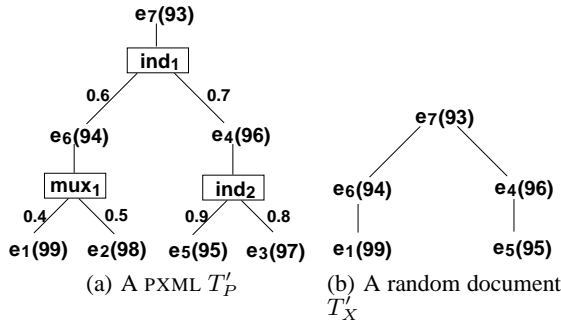 e7(93)
ind1
0.6 0.7
e7(93)
e6(94) e4(96)
mux1 ind2
e6(94) e4(96)
0.4 0.5 0.9 0.8
e1(99) e2(98) e5(95) e3(97)
e1(99) e5(95)
(a) A PXML T′P
(b) A random document
T′X